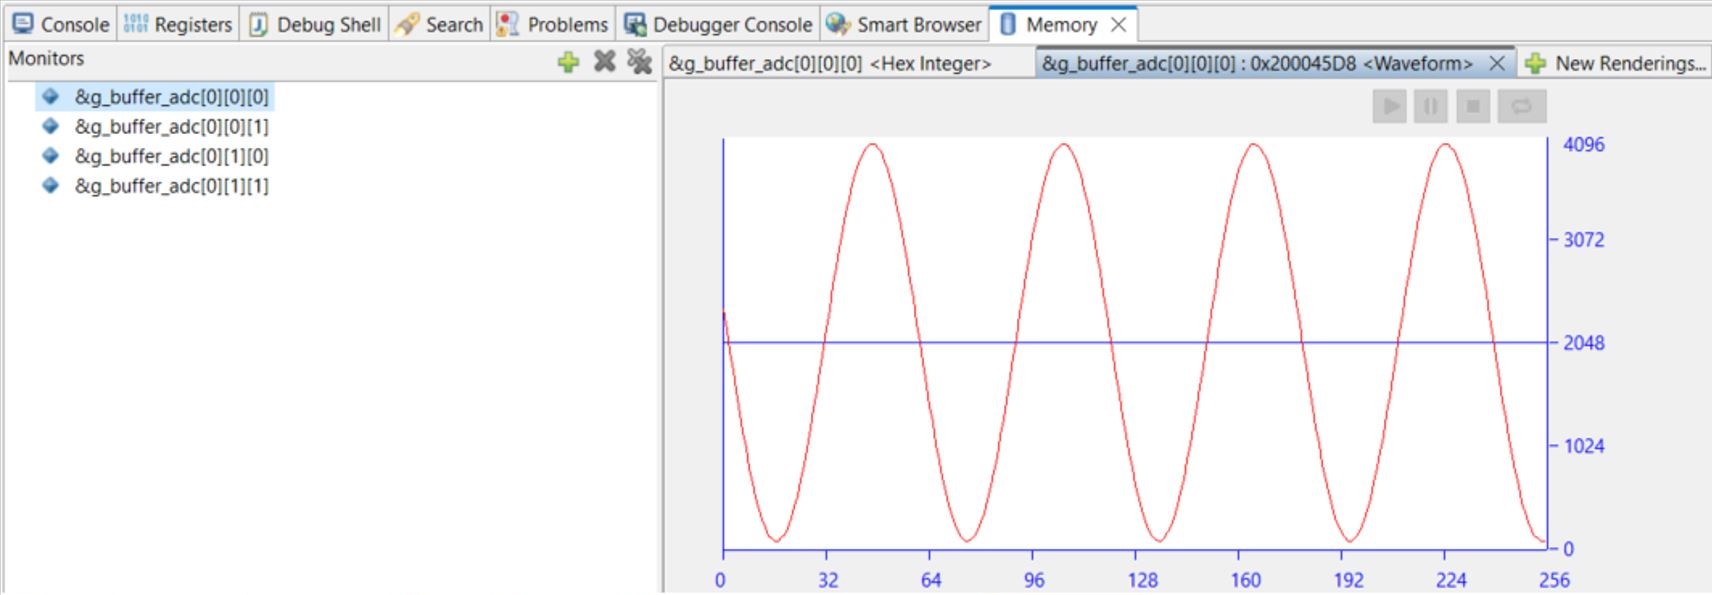 Console Registers Debug Shell Search Problems Debugger Console Smart Browser Memory
Monitors
&g_buffer_adc[0][0][0]
&g_buffer_adc[0][0][1]
&g_buffer_adc[0][1][0]
&g_buffer_adc[0][1][1]
&g_buffer_adc[0][0][0] <Hex Integer> &g_buffer_adc[0][0][0] : 0x200045D8 <Waveform> New Renderings...
4096
3072
2048
1024
0
0 32 64 96 128 160 192 224 256